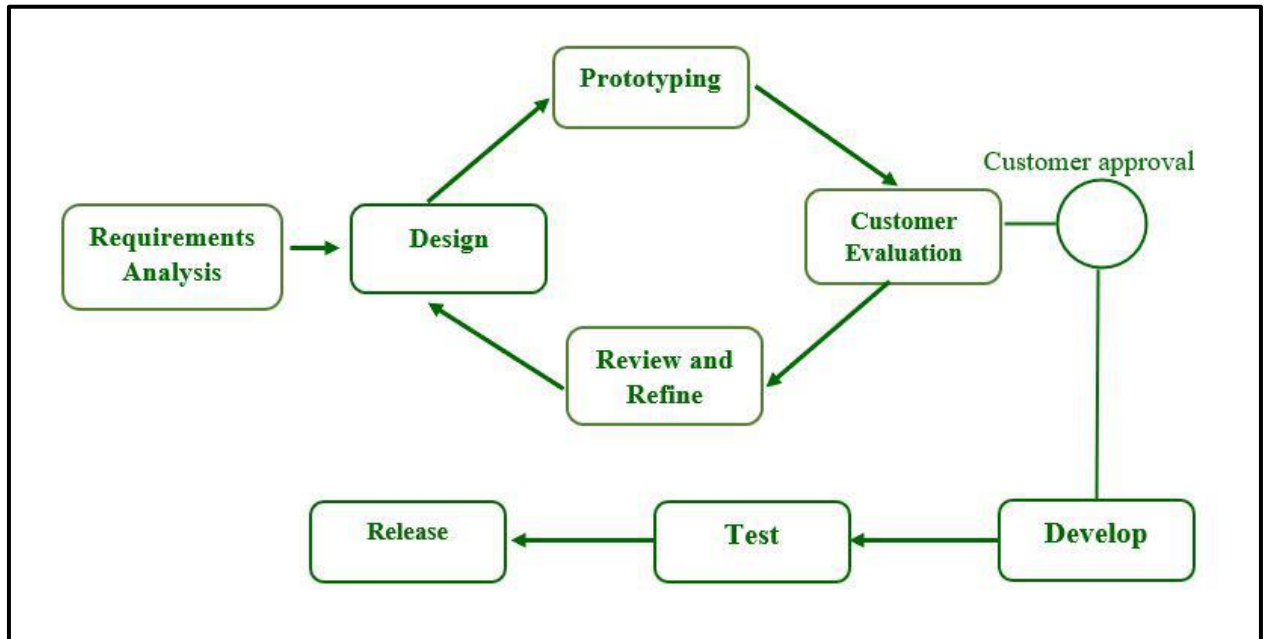 Prototyping
Customer approval
Requirements
Analysis
Design
Customer
Evaluation
Review and
Refine
Release
Test
Develop